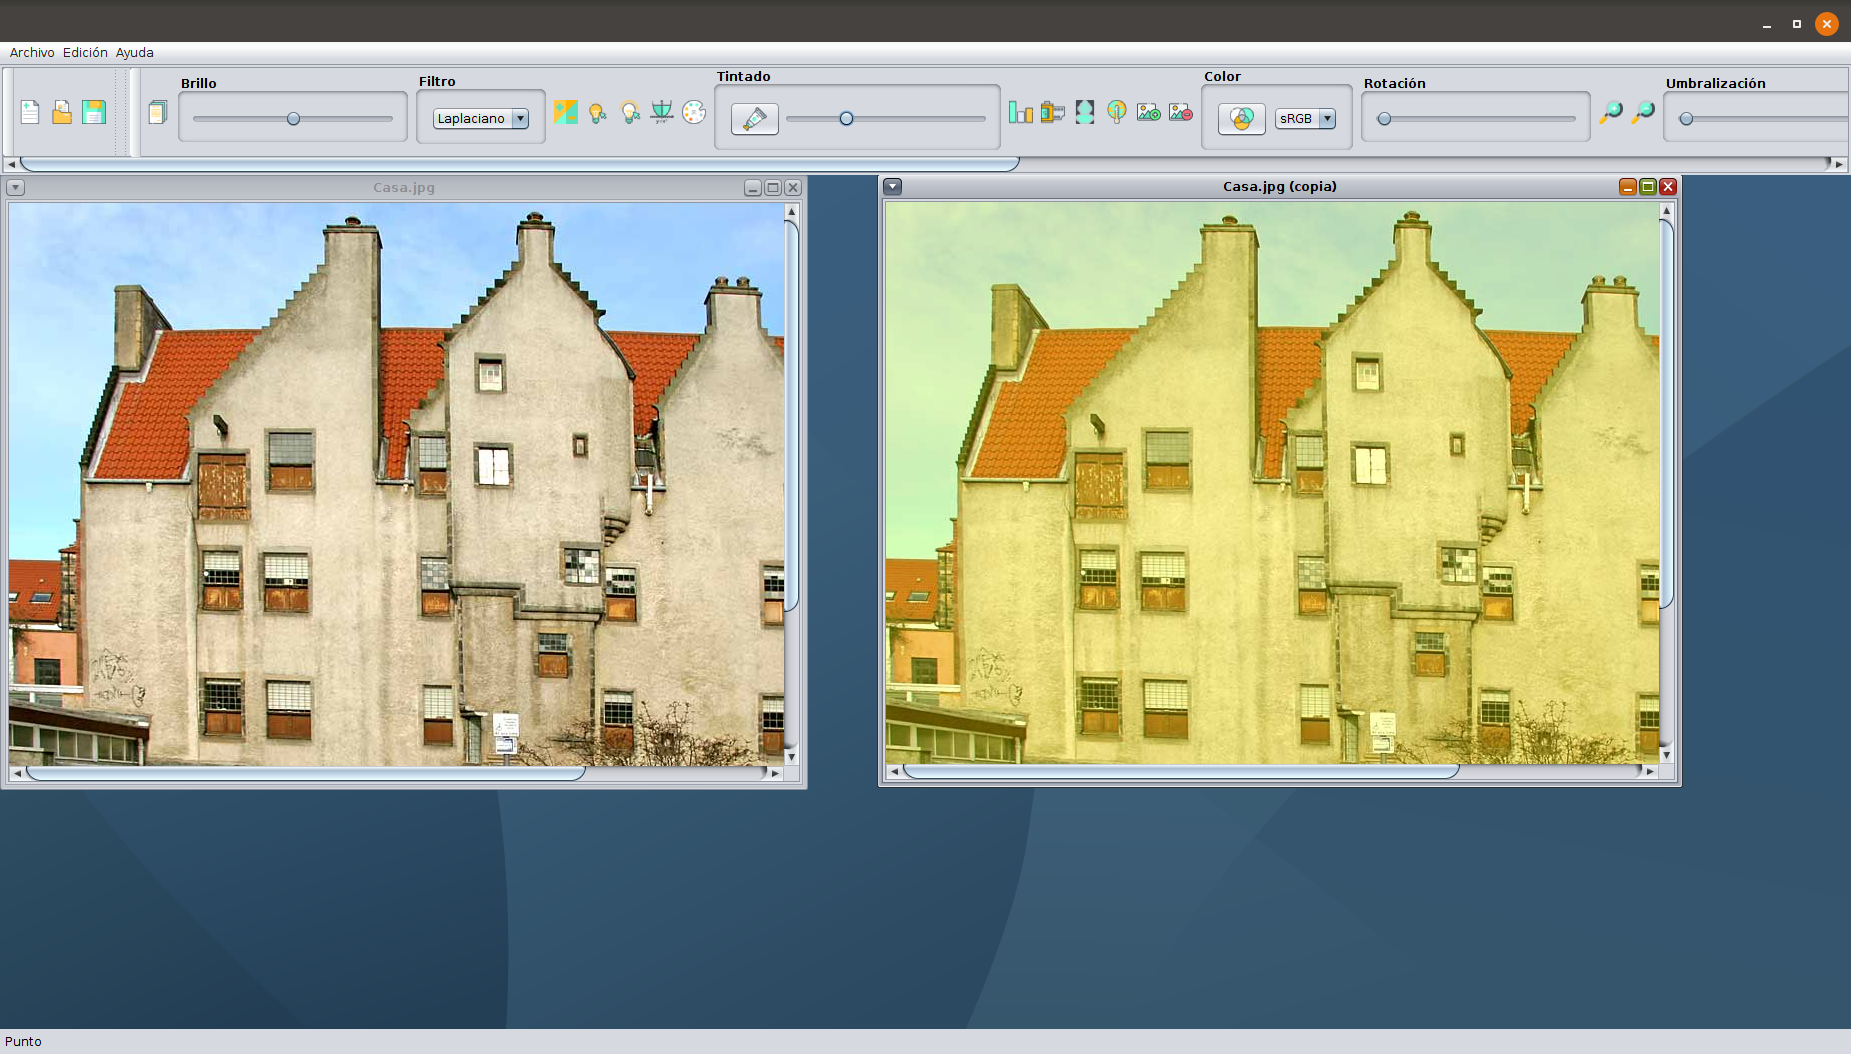 Archivo Edición Ayuda
Brillo
Filtro
Tintado
Color
Rotación
Umbralización
Laplaciano
sRGB
Casa.jpg
Casa.jpg (copia)
Punto